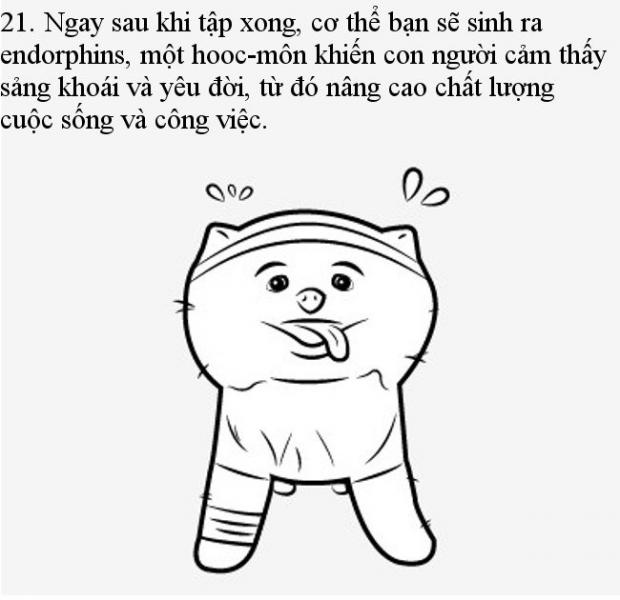 21. Ngay sau khi tập xong, cơ thể bạn sẽ sinh ra
endorphins, một hooc-môn khiến con người cảm thấy
sảng khoái và yêu đời, từ đó nâng cao chất lượng
cuộc sống và công việc.